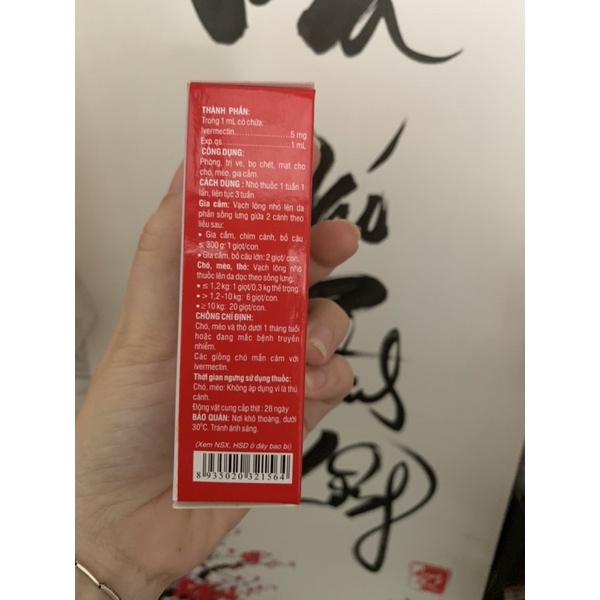 THÀNH PHẦN:
Trong 1 mL có chứa:
Ivermectin....................5 mg
Exp.qs.........................1 mL
CÔNG DỤNG:
Phòng, trị ve, bọ chét, mạt cho
chó, mèo, gia cầm.
CÁCH DÙNG : Nhỏ thuốc 1 tuần 1
lần, liên tục 3 tuần.
Gia cầm: Vạch lông nhỏ lên da
phần sống lưng giữa 2 cánh theo
liều sau:
• Gia cầm, chim cảnh, bồ câu
≤ 300g: 1 giọt/con.
• Gia cầm, bồ câu lớn: 2 giọt/ con.
Chó, mèo, thỏ: Vạch lông nhỏ
thuốc lên da dọc theo sống lưng.
• ≤ 1,2 kg: 1 giọt/0,3 kg thể trọng
• > 1,2 -10 kg: 6 giọt/con
• ≥ 10 kg: 20 giọt/con.
CHỐNG CHỈ ĐỊNH:
Chó, mèo và thỏ dưới 1 tháng tuổi
hoặc đang mắc bệnh truyền
nhiễm.
Các giống chó mẫn cảm với
ivermectin.
Thời gian ngưng sử dụng thuốc:
Chó, mèo: Không áp dụng vì là thú
cảnh.
Động vật cung cấp thịt : 28 ngày
BẢO QUẢN: Nơi khô thoáng, dưới
30°C. Tránh ánh sáng.
(Xem NSX, HSD ở đáy bao bì)
8 935020 321564